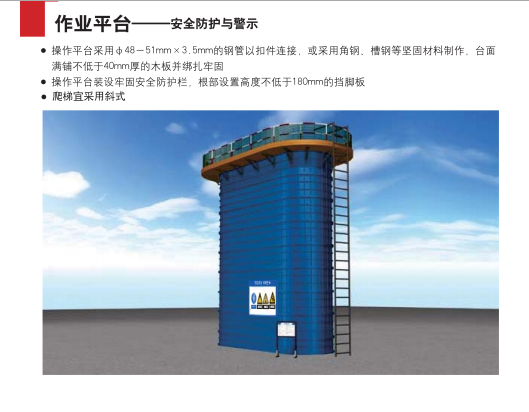 作业平台——安全防护与警示
● 操作平台采用φ48－51mm×3.5mm的钢管以扣件连接，或采用角钢，槽钢等坚固材料制作，台面
满铺不低于40mm厚的木板并绑扎牢固
● 操作平台装设牢固安全防护栏，根部设置高度不低于180mm的挡脚板
● 爬梯宜采用斜式